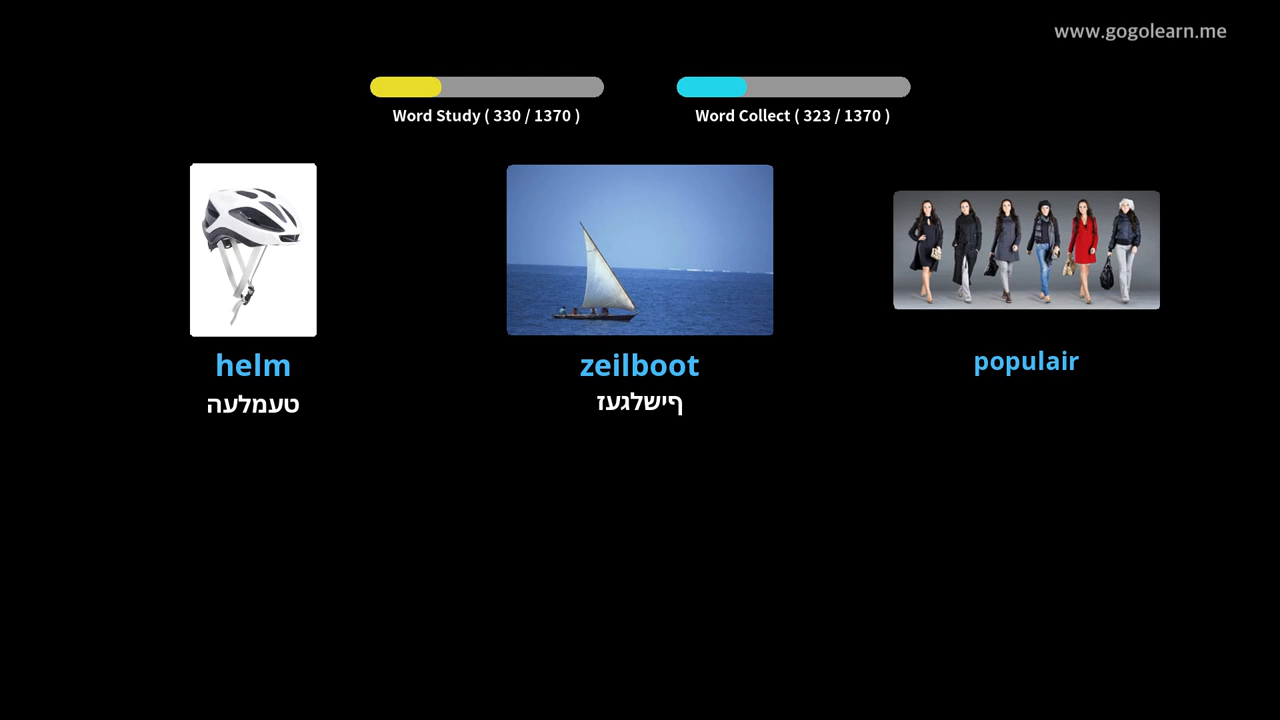 www.gogolearn.me
Word Study ( 330 / 1370 )
Word Collect ( 323 / 1370 )
helm
טעמלעה
zeilboot
ףישלגעז
populair